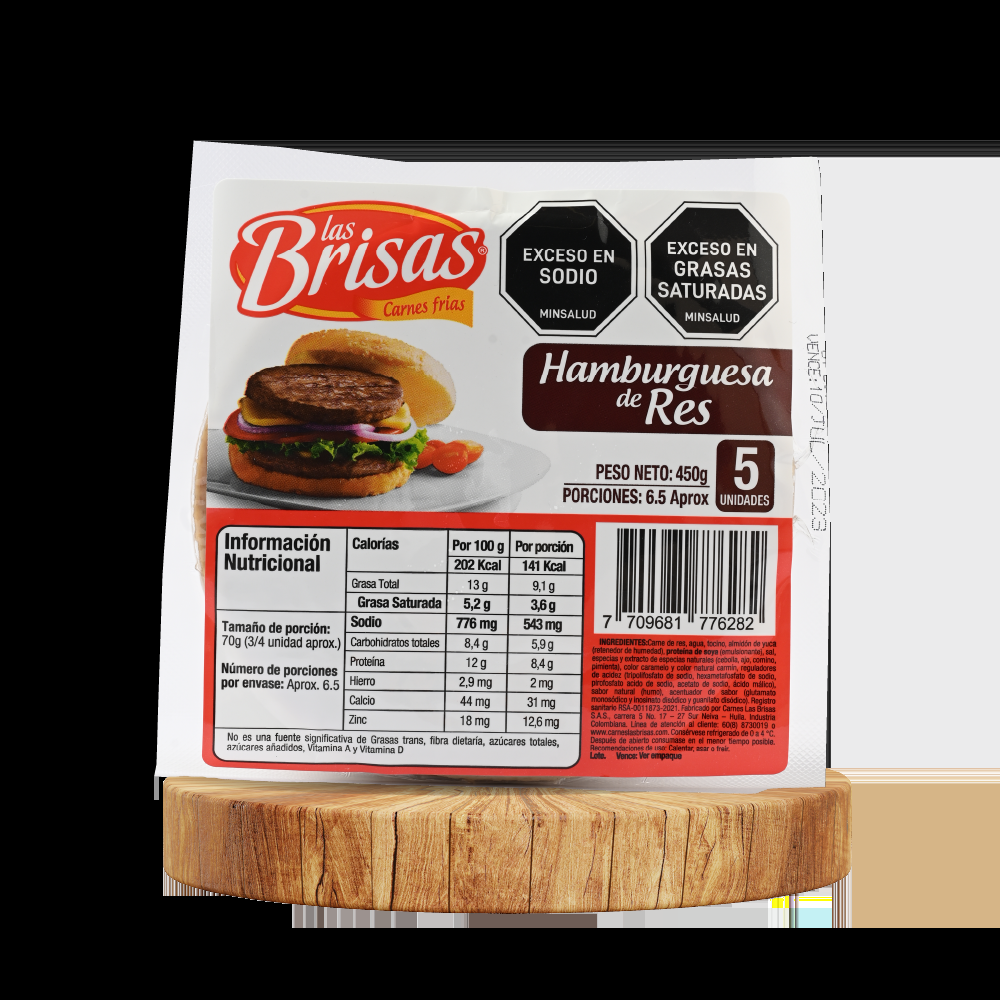 las
Brisas®
Carnes frías
EXCESO EN
SODIO
MINSALUD
EXCESO EN
GRASAS
SATURADAS
MINSALUD
Hamburguesa
de Res
PESO NETO: 450g
PORCIONES: 6.5 Aprox
5
UNIDADES
VENCE:10/JUL/2023
Información
Nutricional
Tamaño de porción:
70g (3/4 unidad aprox.)
Número de porciones
por envase: Aprox. 6.5
Calorías Por 100 g Por porción
202 Kcal 141 Kcal
Grasa Total 13 g 9,1 g
Grasa Saturada 5,2 g 3,6 g
Sodio 776 mg 543 mg
Carbohidratos totales 8,4 g 5,9 g
Proteína 12 g 8,4 g
Hierro 2,9 mg 2 mg
Calcio 44 mg 31 mg
Zinc 18 mg 12,6 mg
No es una fuente significativa de Grasas trans, fibra dietaría, azúcares totales,
azúcares añadidos, Vitamina A y Vitamina D
7 709681 776282
INGREDIENTES:Carne de res, agua, tocino, almidón de yuca
(retenedor de humedad), proteína de soya (emulsionante), sal,
especias y extracto de especias naturales (cebolla, ajo, comino,
pimienta), color caramelo y color natural carmín, reguladores
de acidez (tripolifosfato de sodio, hexametafosfato de sodio,
pirofosfato acido de sodio, acetato de sodio, ácido málico),
sabor natural (humo), acentuador de sabor (glutamato
monosódico y inosinato disódico y guanilato disódico). Registro
sanitario RSA-0011873-2021. Fabricado por Carnes Las Brisas
S.A.S., carrera 5 No. 17 – 27 Sur Neiva – Huila, Industria
Colombiana. Línea de atención al cliente: 60(8) 8730019 o
www.carneslasbrisas.com. Consérvese refrigerado de 0 a 4 °C.
Después de abierto consumase en el menor tiempo posible.
Recomendaciones de uso: Calentar, asar o freír.
Lote. Vence: Ver empaque